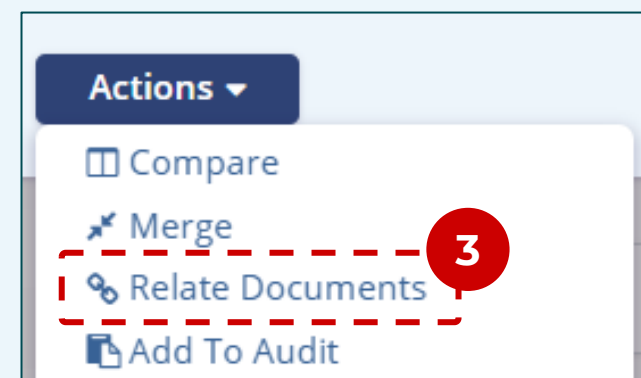 Actions
Compare
Merge
3
Relate Documents
Add To Audit